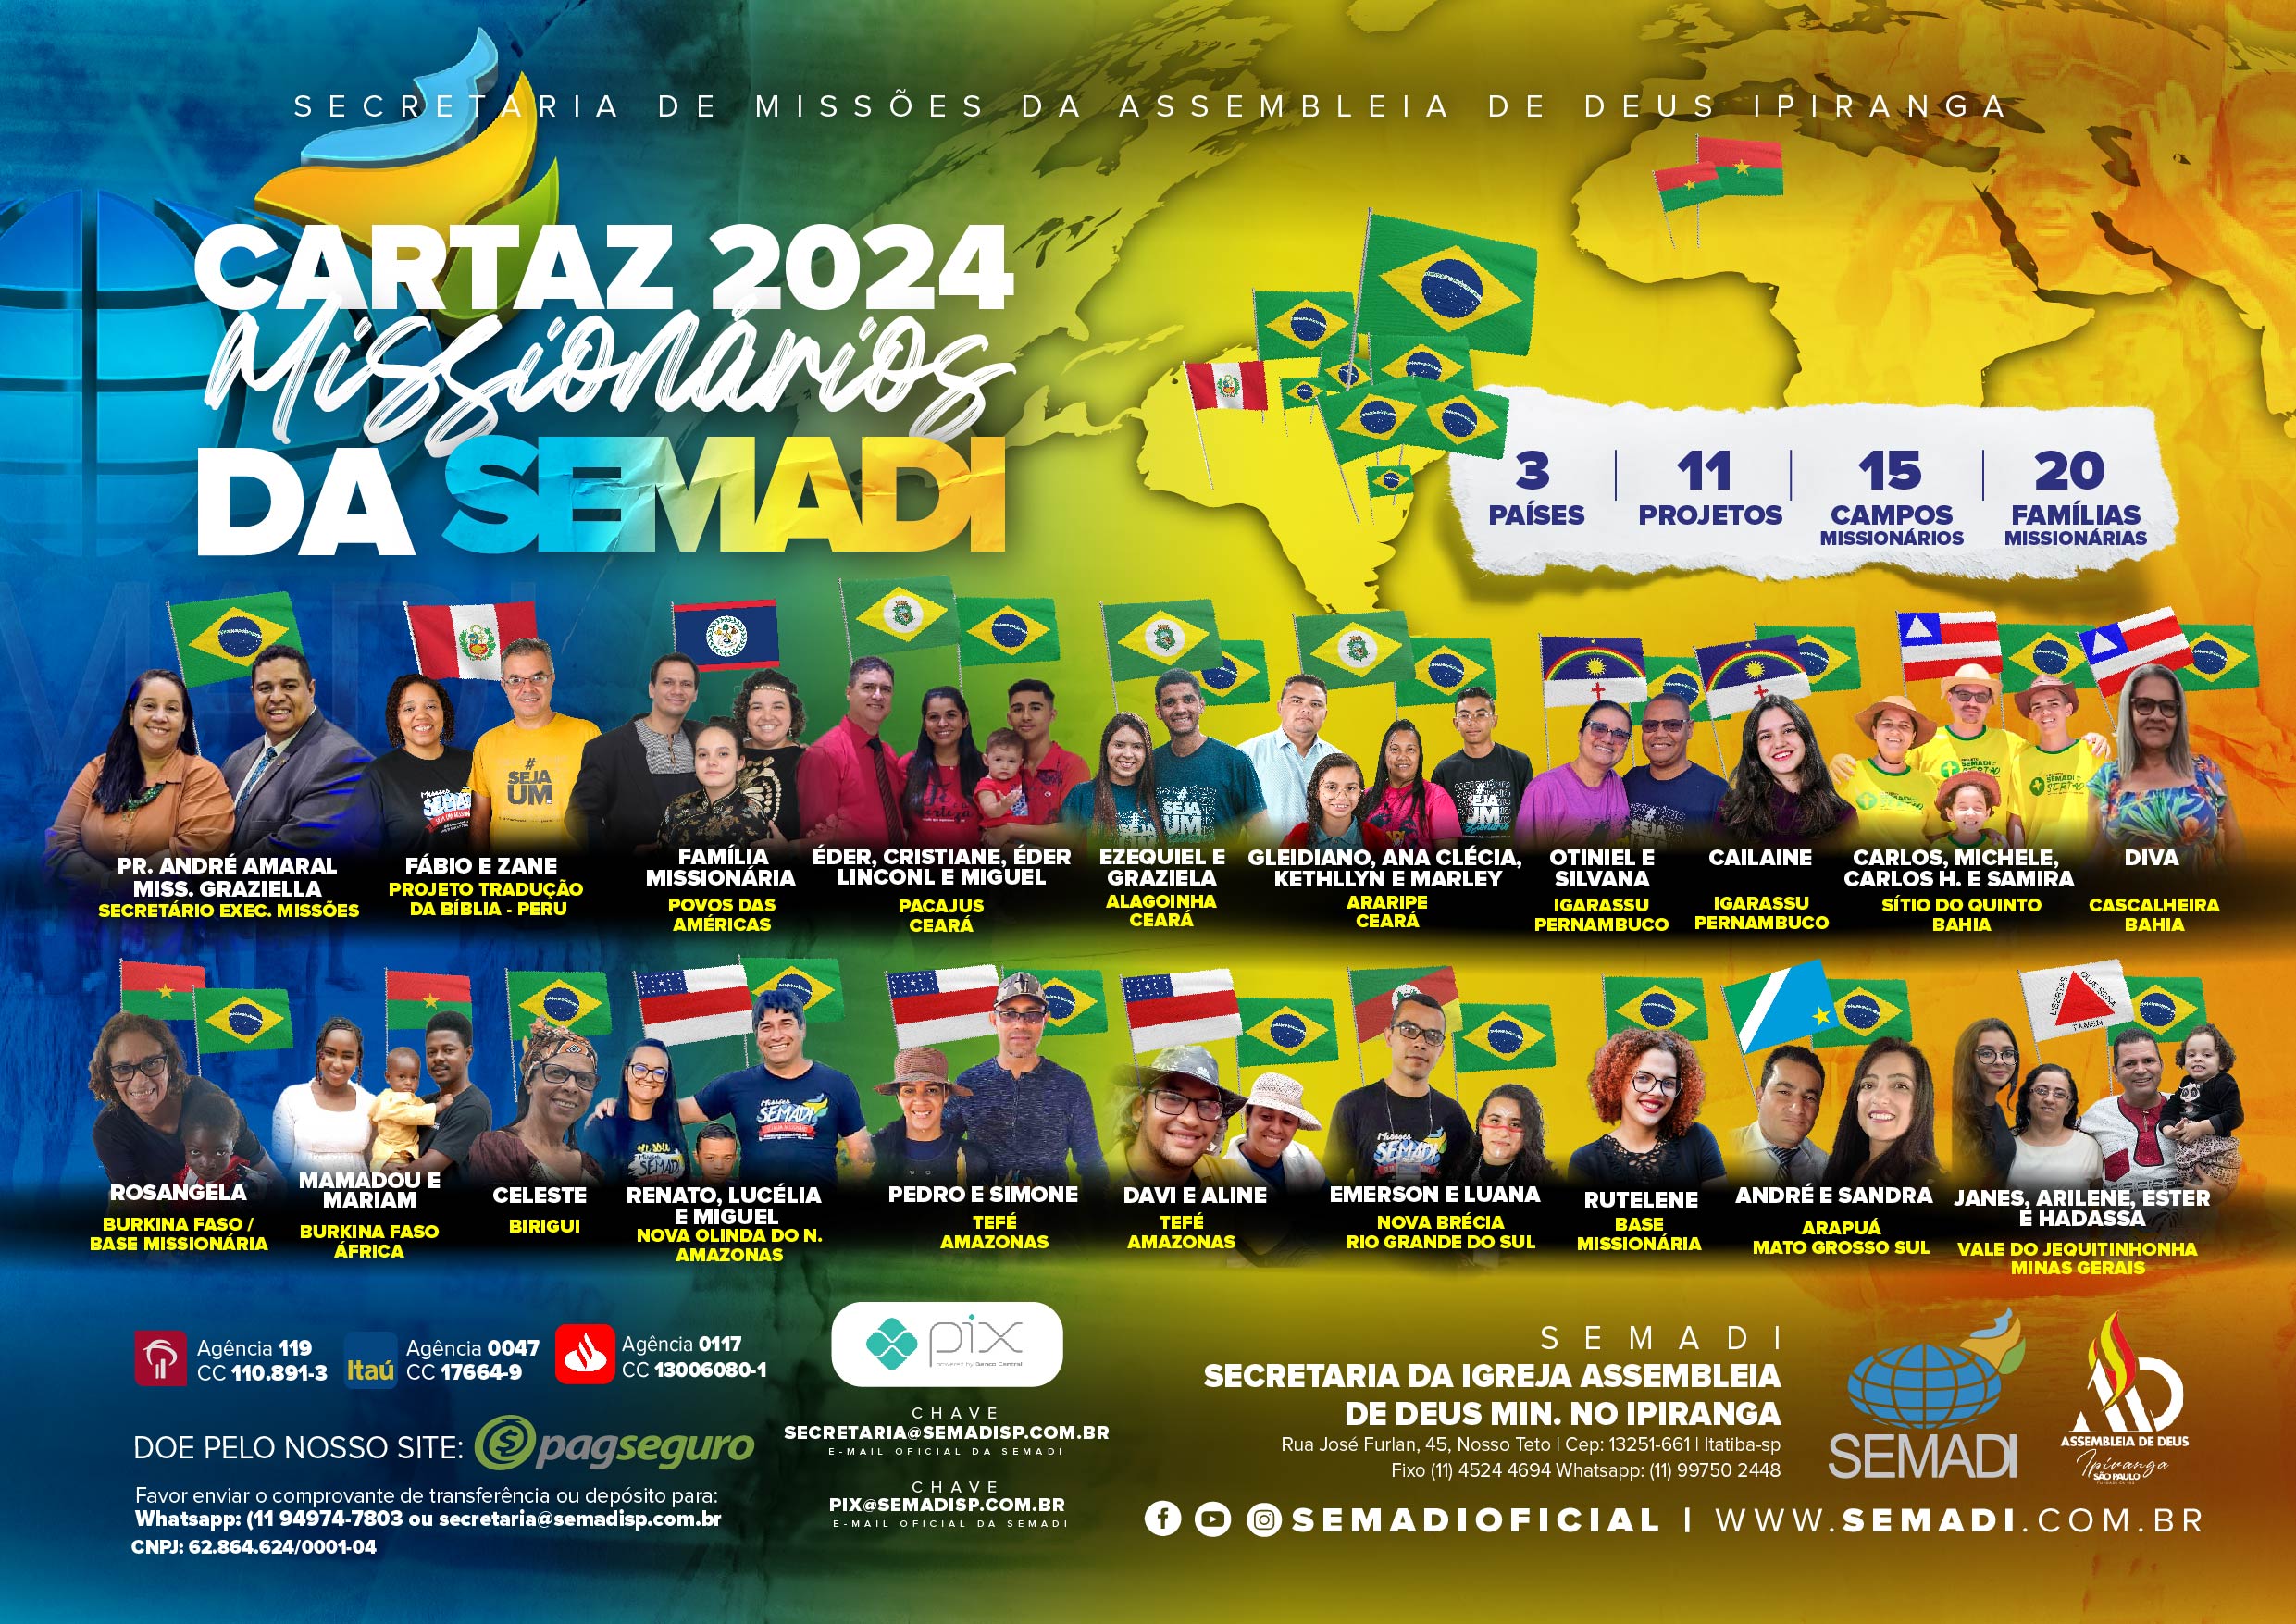 SECRETARIA DE MISSÕES DA ASSEMBLEIA DE DEUS IPIRANGA
CARTAZ 2024
Missionários
DA SEMADI
3
PAÍSES
11
PROJETOS
15
CAMPOS
MISSIONÁRIOS
20
FAMÍLIAS
MISSIONÁRIAS
#
SEJA
UM
Missões
SEMADI
PR. ANDRÉ AMARAL
MISS. GRAZIELLA
SECRETÁRIO EXEC. MISSÕES
FÁBIO E ZANE
PROJETO TRADUÇÃO
DA BÍBLIA - PERU
FAMÍLIA
MISSIONÁRIA
POVOS DAS
AMÉRICAS
ÉDER, CRISTIANE, ÉDER
LINCONL E MIGUEL
PACAJUS
CEARÁ
EZEQUIEL E
GRAZIELA
ALAGOINHA
CEARÁ
GLEIDIANO, ANA CLÉCIA,
KETHLLYN E MARLEY
ARARIPE
CEARÁ
OTINIEL E
SILVANA
IGARASSU
PERNAMBUCO
CAILAINE
IGARASSU
PERNAMBUCO
CARLOS, MICHELE,
CARLOS H. E SAMIRA
SÍTIO DO QUINTO
BAHIA
DIVA
CASCALHEIRA
BAHIA
ROSANGELA
BURKINA FASO /
BASE MISSIONÁRIA
MAMADOU E
MARIAM
BURKINA FASO
ÁFRICA
CELESTE
BIRIGUI
RENATO, LUCÉLIA
E MIGUEL
NOVA OLINDA DO N.
AMAZONAS
PEDRO E SIMONE
TEFÉ
AMAZONAS
DAVI E ALINE
TEFÉ
AMAZONAS
EMERSON E LUANA
NOVA BRÉCIA
RIO GRANDE DO SUL
RUTELENE
BASE
MISSIONÁRIA
ANDRÉ E SANDRA
ARAPUÁ
MATO GROSSO SUL
JANES, ARILENE, ESTER
E HADASSA
VALE DO JEQUITINHONHA
MINAS GERAIS
Agência 119
CC 110.891-3
Itaú
Agência 0047
CC 17664-9
Agência 0117
CC 13006080-1
DOE PELO NOSSO SITE: pagseguro
Favor enviar o comprovante de transferência ou depósito para:
Whatsapp: (11 94974-7803 ou secretaria@semadisp.com.br
CNPJ: 62.864.624/0001-04
pix
powered by Banco Central
CHAVE
SECRETARIA@SEMADISP.COM.BR
E-MAIL OFICIAL DA SEMADI
CHAVE
PIX@SEMADISP.COM.BR
E-MAIL OFICIAL DA SEMADI
SEMADI
SECRETARIA DA IGREJA ASSEMBLEIA
DE DEUS MIN. NO IPIRANGA
Rua José Furlan, 45, Nosso Teto | Cep: 13251-661 | Itatiba-sp
Fixo (11) 4524 4694 Whatsapp: (11) 99750 2448
SEMADI
AD
ASSEMBLEIA DE DEUS
Ipiranga
SÃO PAULO
SEMADIOFICIAL | WWW.SEMADI.COM.BR